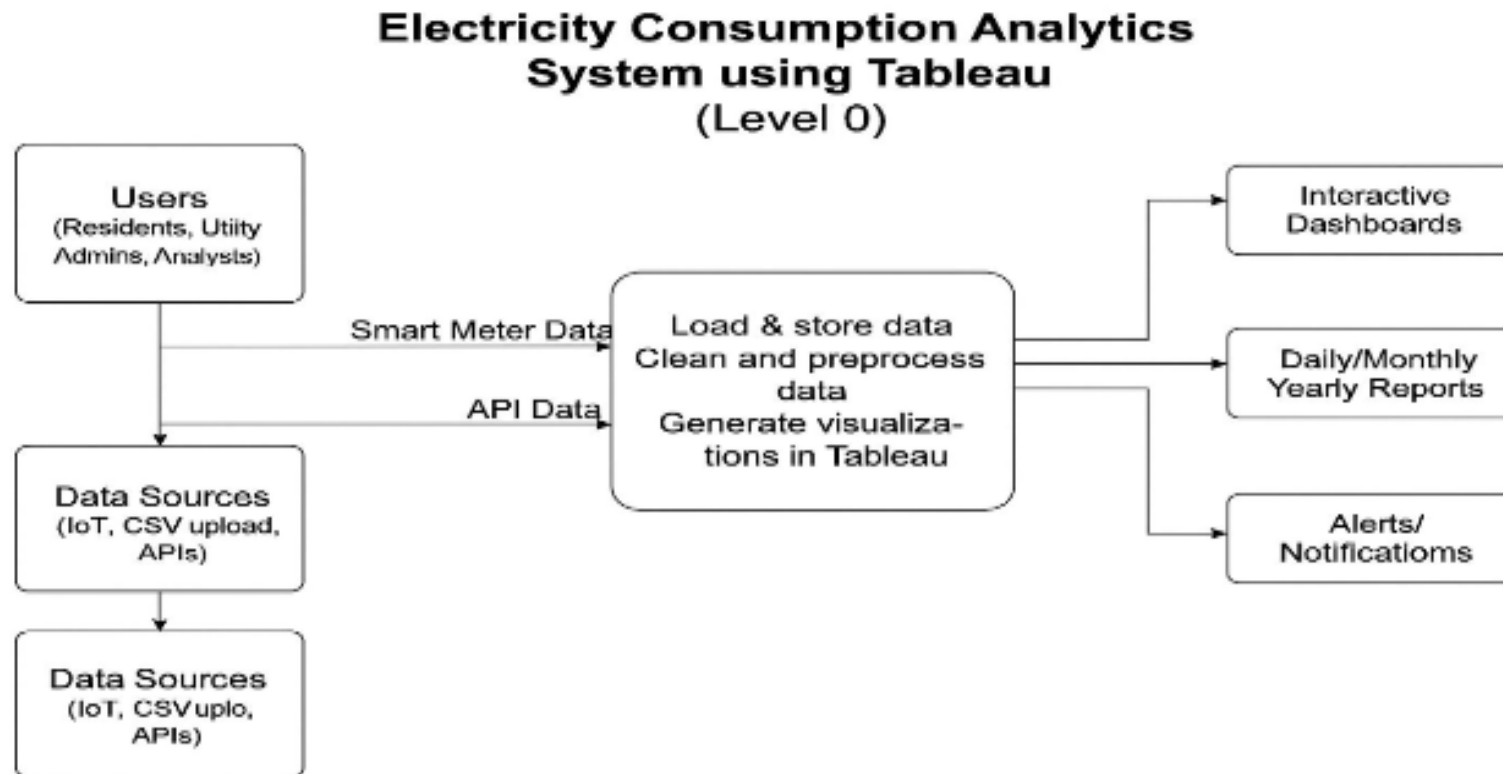 Electricity Consumption Analytics
System using Tableau
(Level 0)
Users
(Residents, Utiity
Admins, Analysts)
Smart Meter Data
API Data
Data Sources
(IoT, CSV upload,
APIs)
Data Sources
(IoT, CSV uplo,
APIs)
Load & store data
Clean and preprocess
data
Generate visualiza-
tions in Tableau
Interactive
Dashboards
Daily/Monthly
Yearly Reports
Alerts/
Notificatioms